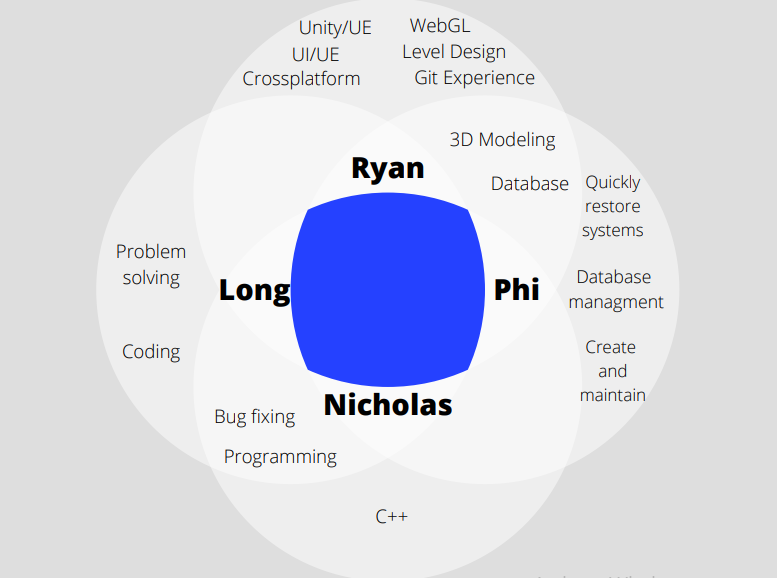 Unity/UE
UI/UE
Crossplatform
WebGL
Level Design
Git Experience
3D Modeling
Database
Ryan
Quickly
restore
systems
Problem
solving
Long
Phi
Database
managment
Coding
Create
and
maintain
Nicholas
Bug fixing
Programming
C++